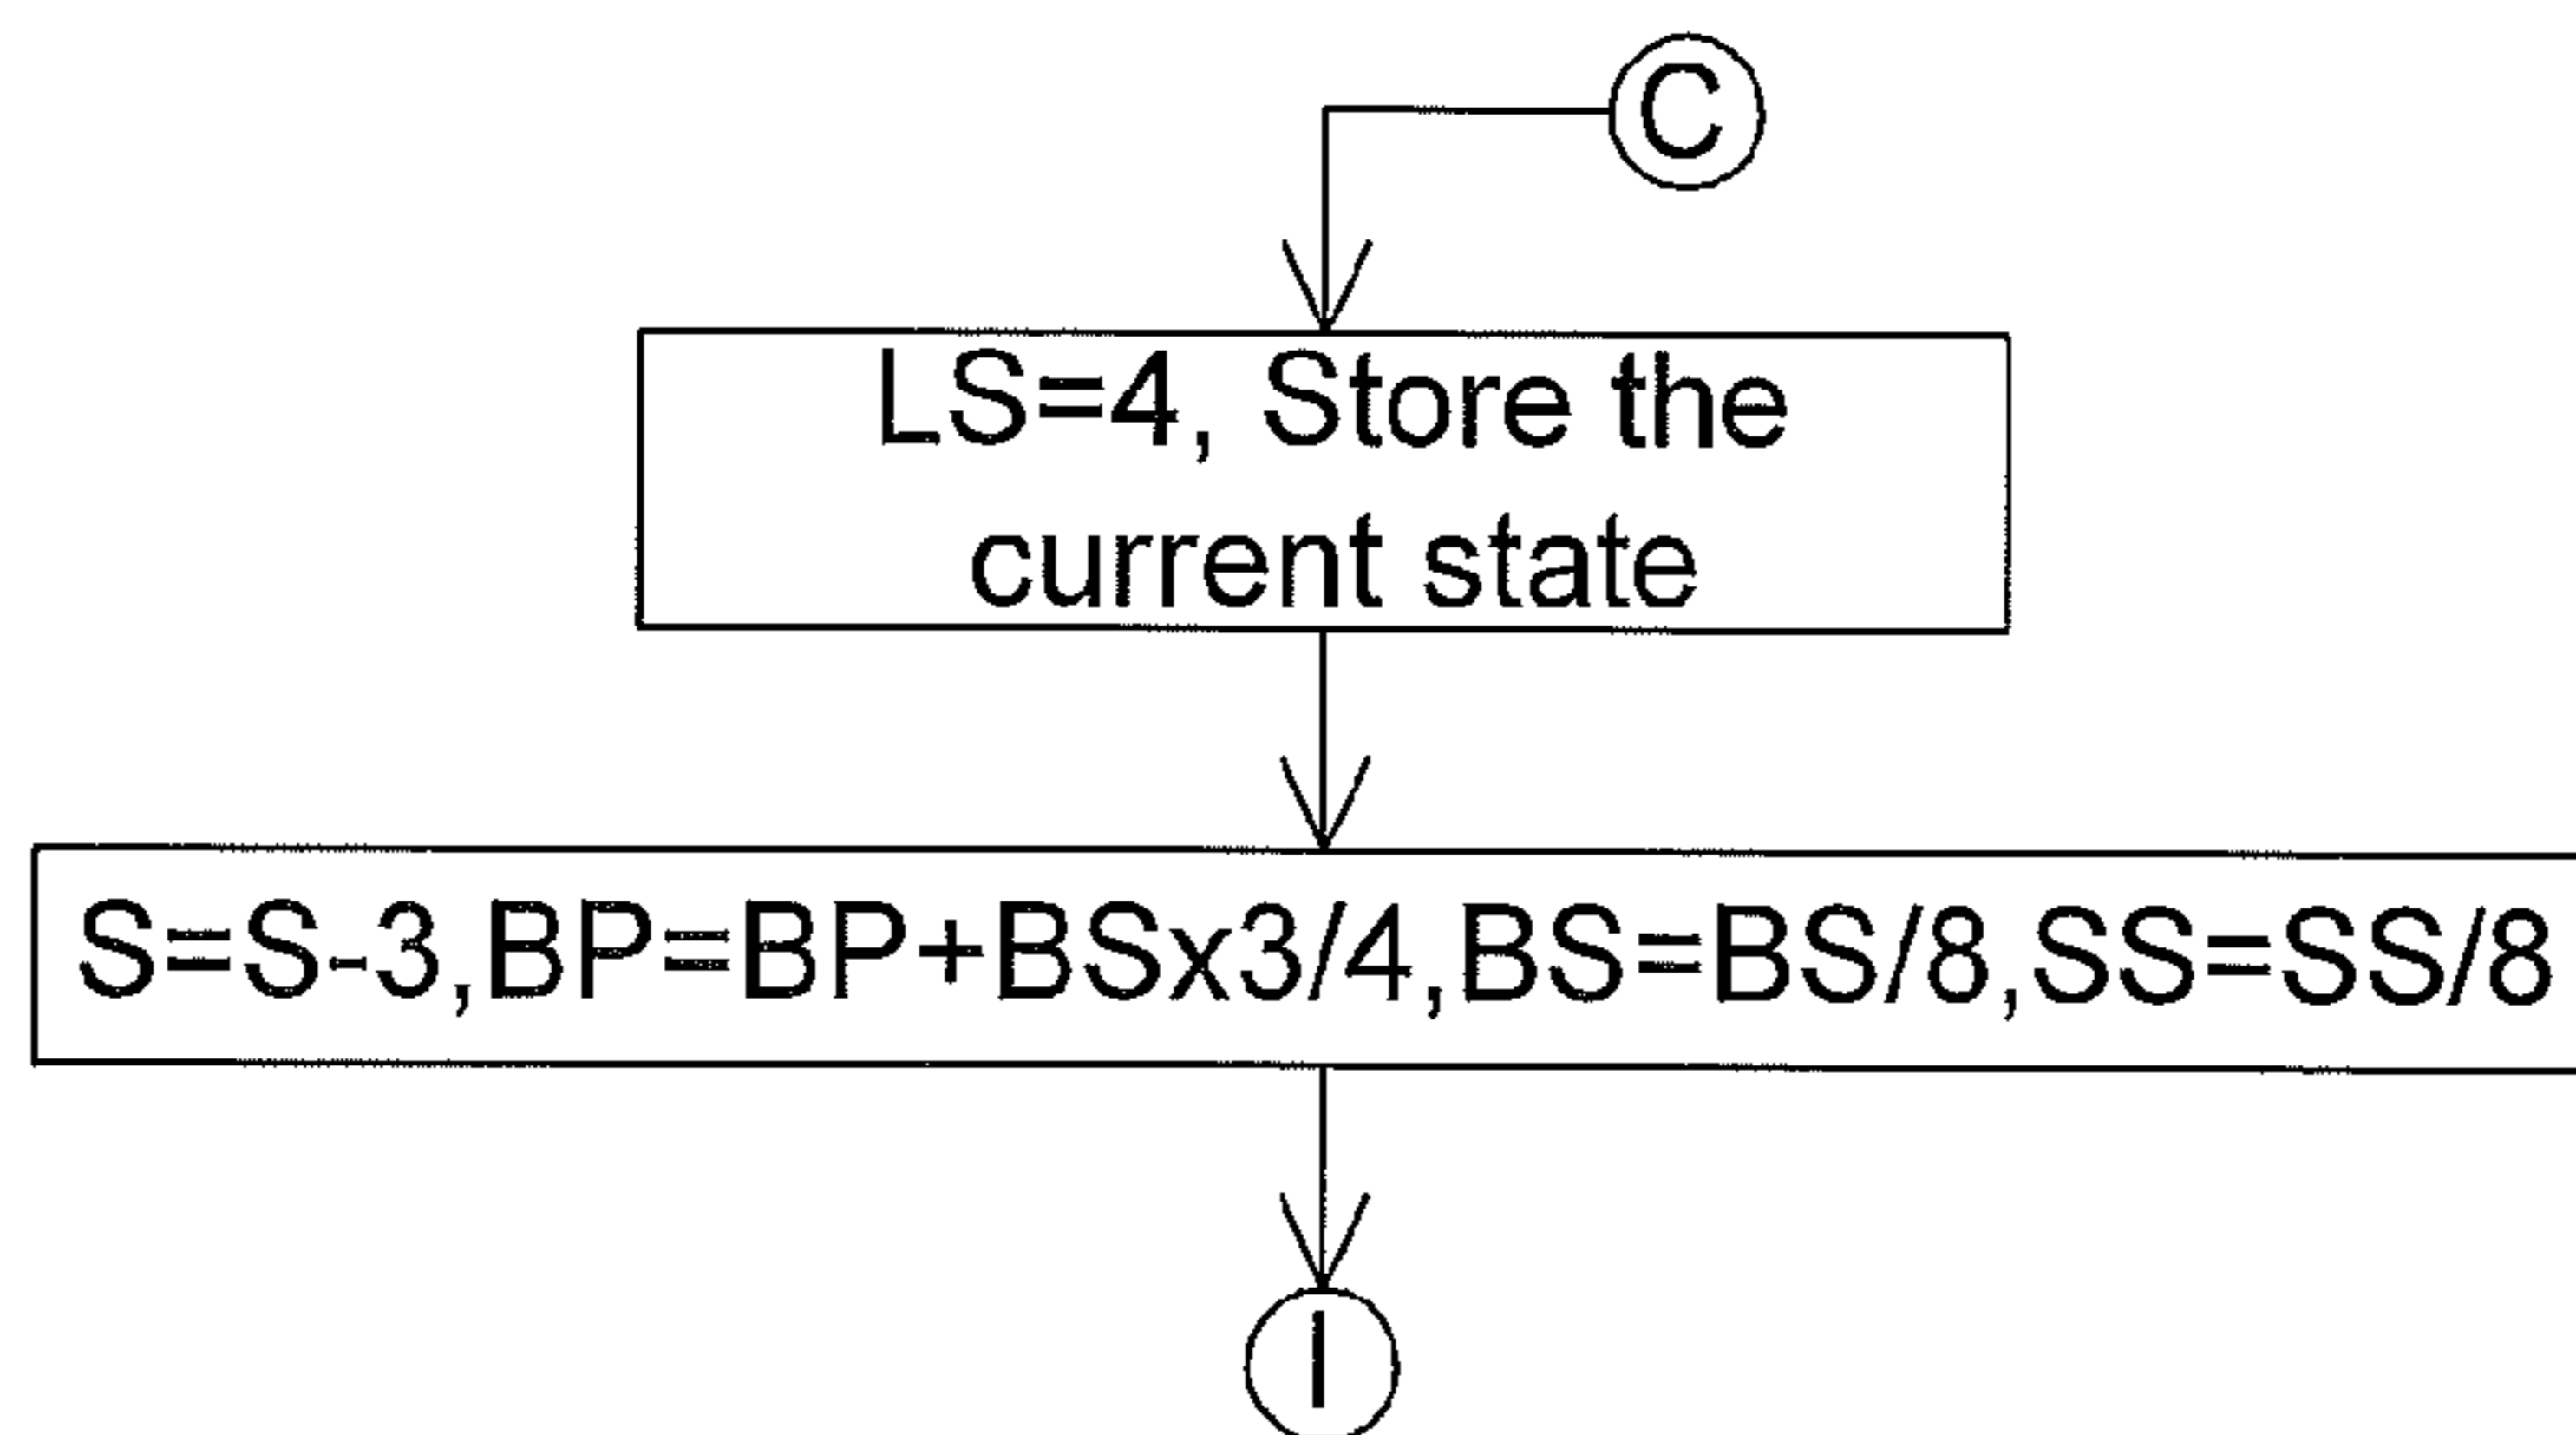 C
LS=4, Store the
current state
S=S-3,BP=BP+BSx3/4,BS=BS/8,SS=SS/8
I